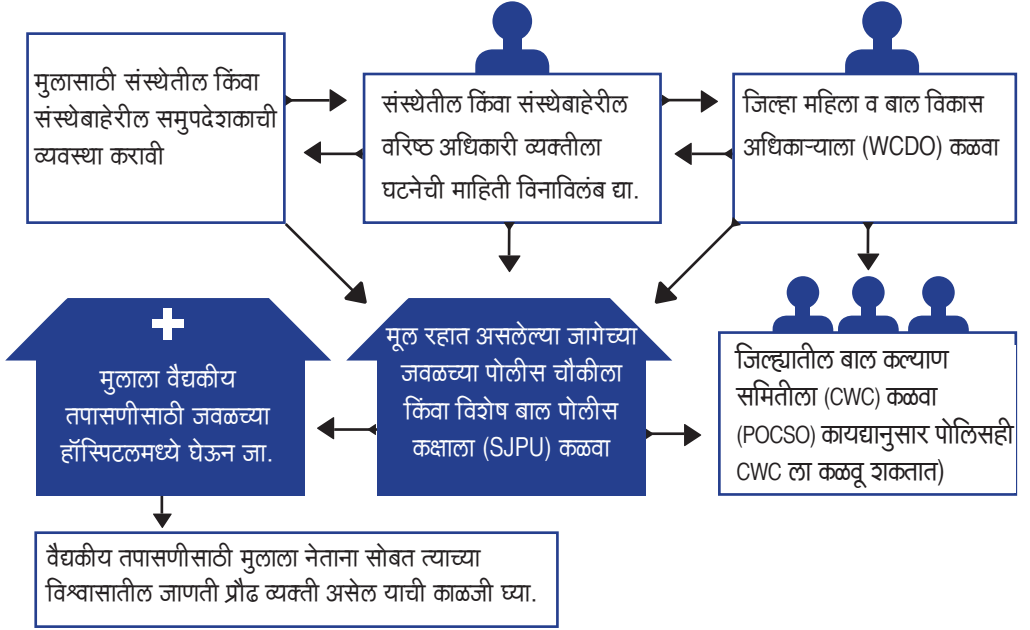 मुलासाठी संस्थेतील किंवा
संस्थेबाहेरील समुपदेशकाची
व्यवस्था करावी
संस्थेतील किंवा संस्थेबाहेरील
वरिष्ठ अधिकारी व्यक्तीला
घटनेची माहिती विनाविलंब द्या.
जिल्हा महिला व बाल विकास
अधिकाऱ्याला (WCDO) कळवा
मुलाला वैद्यकीय
तपासणीसाठी जवळच्या
हॉस्पिटलमध्ये घेऊन जा.
मूल रहात असलेल्या जागेच्या
जवळच्या पोलीस चौकीला
किंवा विशेष बाल पोलीस
कक्षाला (SJPU) कळवा
जिल्ह्यातील बाल कल्याण
समितीला (CWC) कळवा
(POCSO) कायद्यानुसार पोलिसही
CWC ला कळवू शकतात)
वैद्यकीय तपासणीसाठी मुलाला नेताना सोबत त्याच्या
विश्वासातील जाणती प्रौढ व्यक्ती असेल याची काळजी घ्या.